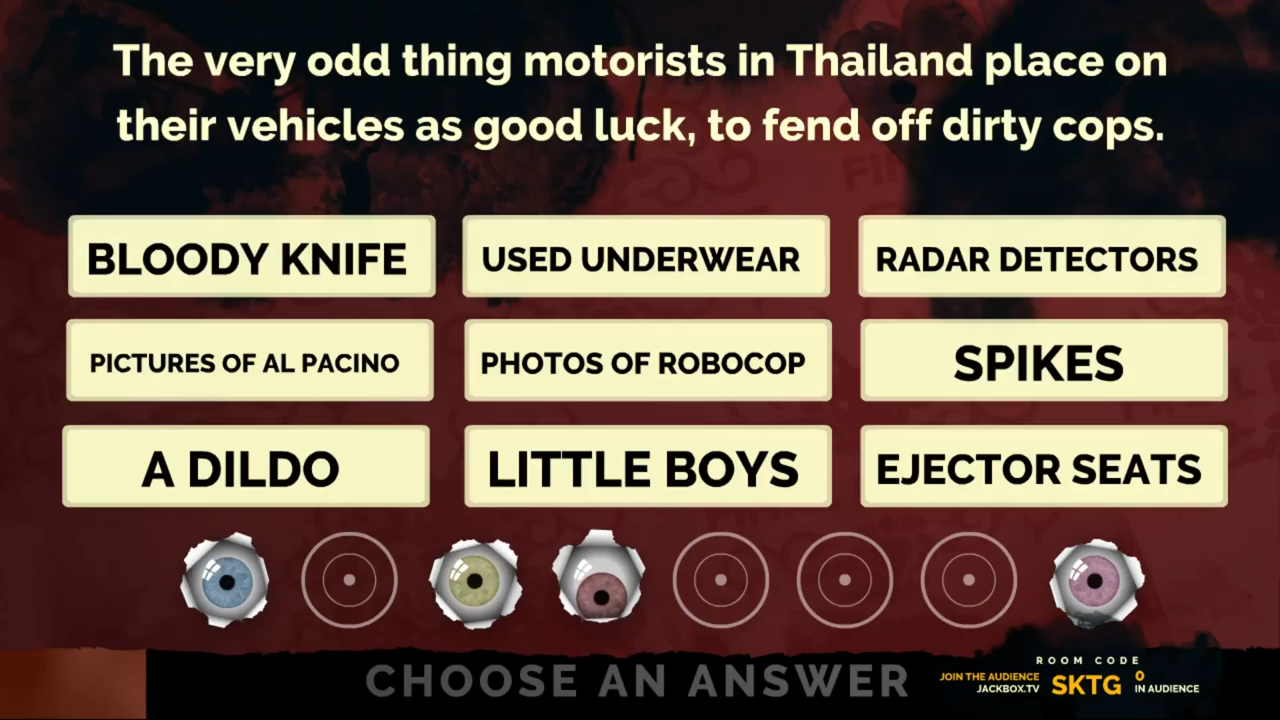 The very odd thing motorists in Thailand place on
their vehicles as good luck, to fend off dirty cops.
BLOODY KNIFE
USED UNDERWEAR
RADAR DETECTORS
PICTURES OF AL PACINO
PHOTOS OF ROBOCOP
SPIKES
A DILDO
LITTLE BOYS
EJECTOR SEATS
CHOOSE AN ANSWER
ROOM CODE
JOIN THE AUDIENCE
JACKBOX.TV
SKTG
0
IN AUDIENCE